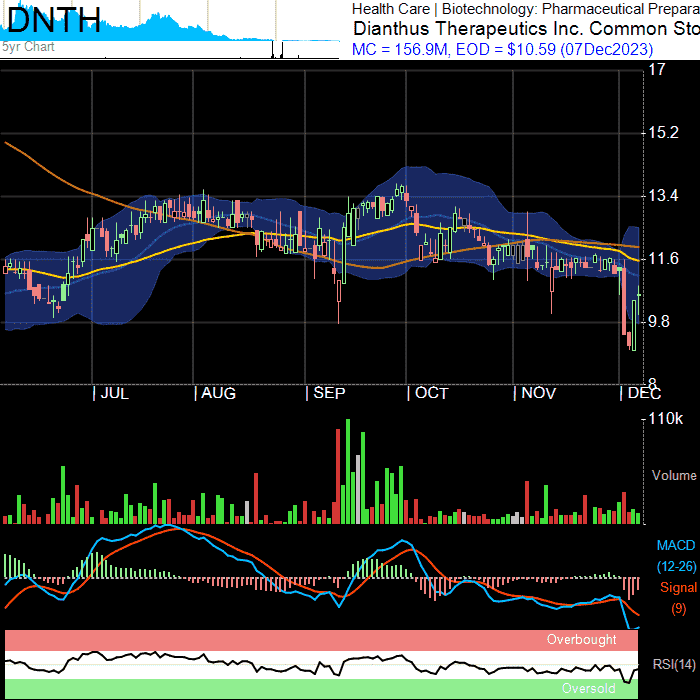 DNTH
5yr Chart
Health Care | Biotechnology: Pharmaceutical Prepara
Dianthus Therapeutics Inc. Common Sto
MC = 156.9M, EOD = $10.59 (07Dec2023)
17
15.2
13.4
11.6
9.8
8
JUL
AUG
SEP
OCT
NOV
DEC
110k
Volume
MACD
(12-26)
Signal
(9)
Overbought
RSI(14)
Oversold